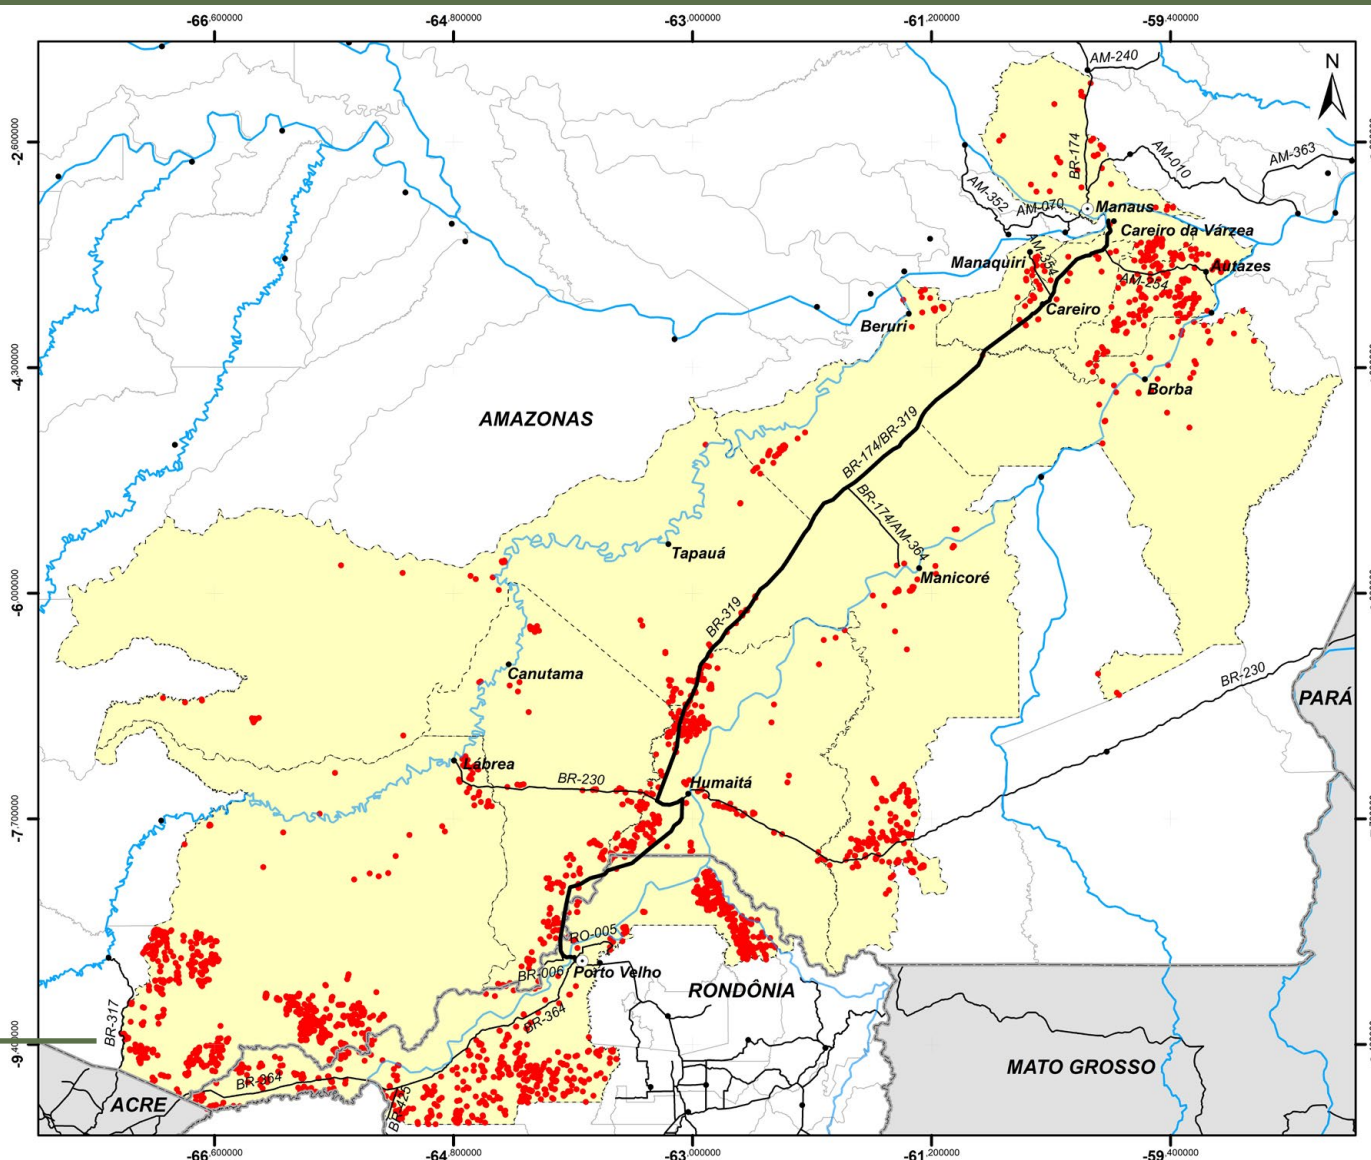 -66,600000 -64,800000 -63,000000 -61,200000 -59,400000
N
AM-240
-2,600000
BR-174
AM-010
AM-363
AM-352
AM-070
Manaus
Careiro da Várzea
Manaquiri
AM-354
Autazes
AM-254
Careiro
Beruri
-4,300000
Borba
AMAZONAS
BR-174/BR-319
BR-174/AM-364
Tapauá
Manicoré
-6,000000
BR-319
Canutama
BR-230
PARÁ
Lábrea
BR-230
Humaitá
-7,700000
RO-005
BR-006
Porto Velho
RONDÔNIA
BR-317
BR-364
-9,400000
MATO GROSSO
BR-364
ACRE
BR-425
-66,600000 -64,800000 -63,000000 -61,200000 -59,400000